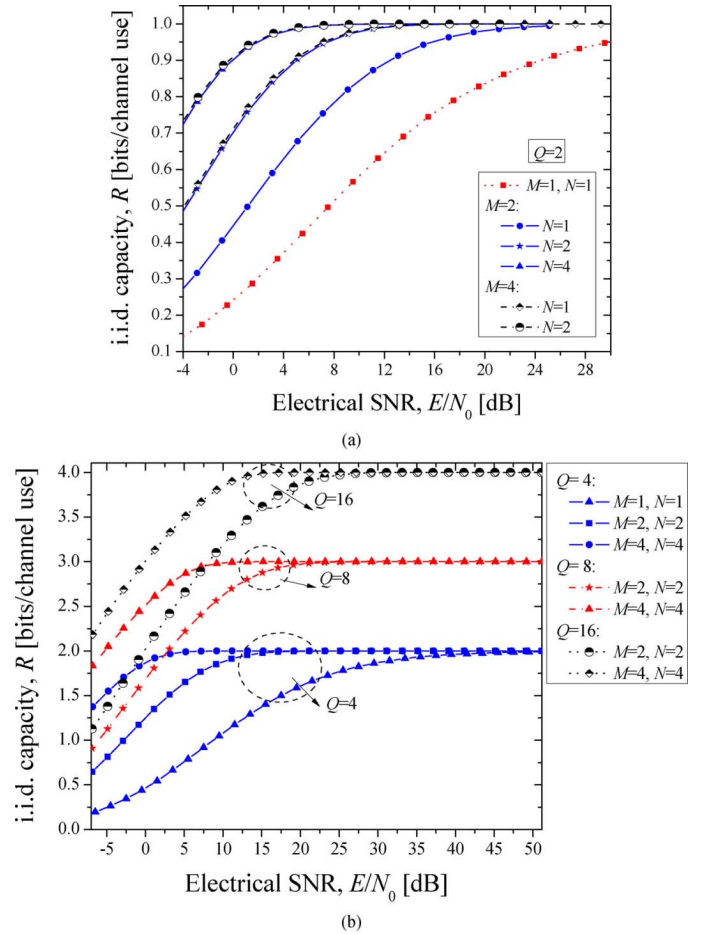 1.0
0.9
0.8
0.7
0.6
0.5
0.4
0.3
0.2
0.1
i.i.d. capacity, R [bits/channel use]
Q=2
M=1, N=1
M=2:
N=1
N=2
N=4
M=4:
N=1
N=2
-4 0 4 8 12 16 20 24 28
Electrical SNR, E/N₀ [dB]
(a)
4.0
3.5
3.0
2.5
2.0
1.5
1.0
0.5
0.0
i.i.d. capacity, R [bits/channel use]
Q=16
Q=8
Q=4
Q= 4:
M=1, N=1
M=2, N=2
M=4, N=4
Q= 8:
M=2, N=2
M=4, N=4
Q=16:
M=2, N=2
M=4, N=4
-5 0 5 10 15 20 25 30 35 40 45 50
Electrical SNR, E/N₀ [dB]
(b)